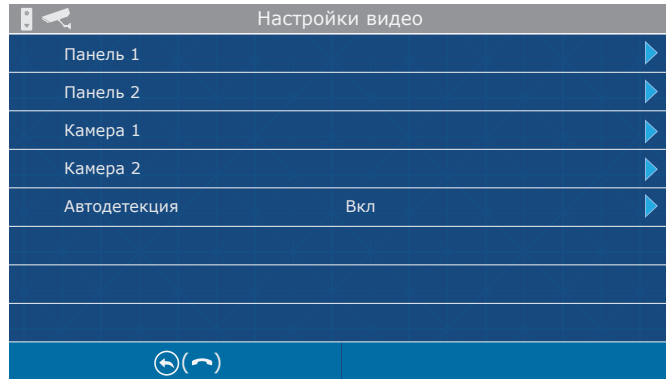 Настройки видео
Панель 1
Панель 2
Камера 1
Камера 2
Автодетекция Вкл